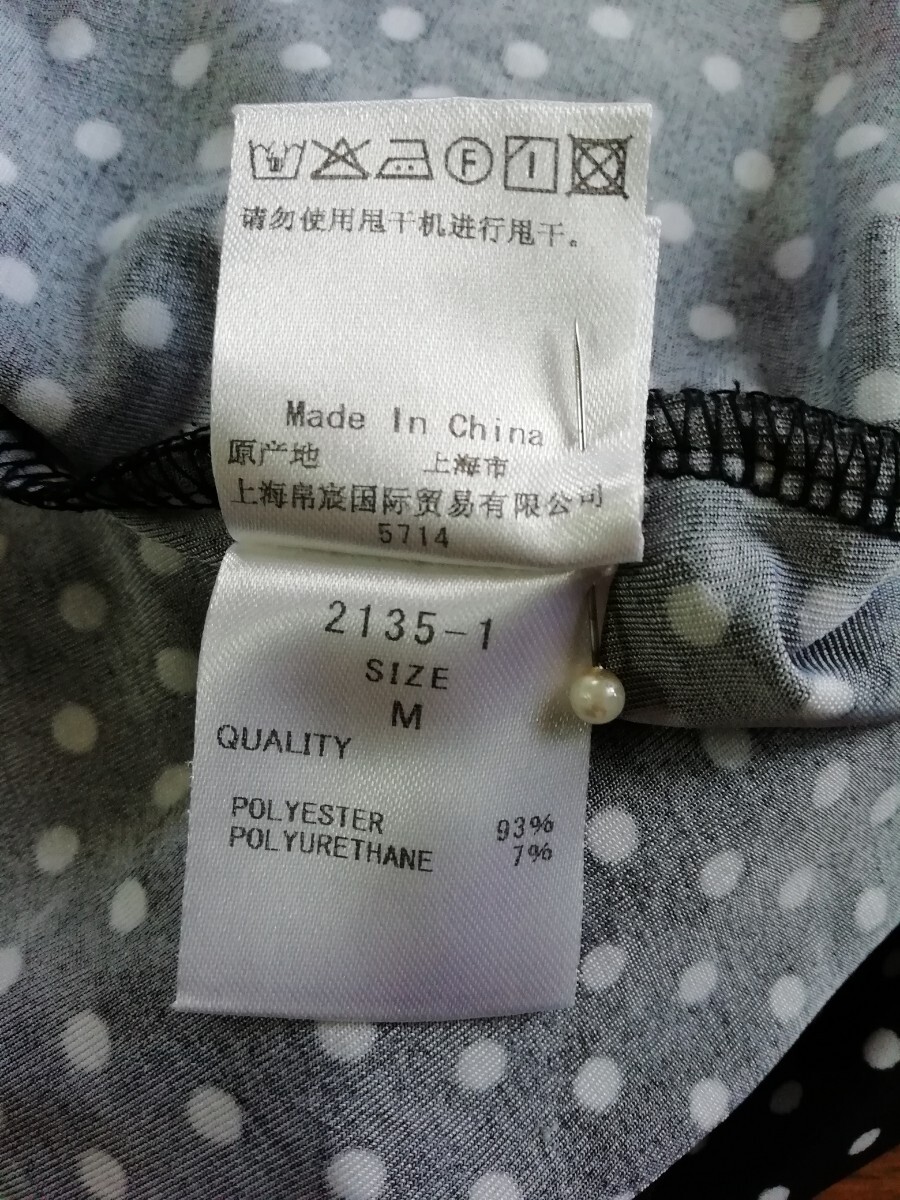 F
请勿使用甩干机进行甩干。
Made In China
原产地 上海市
上海帛宸国际贸易有限公司
5714
2135-1
SIZE
M
QUALITY
POLYESTER 93%
POLYURETHANE 7%